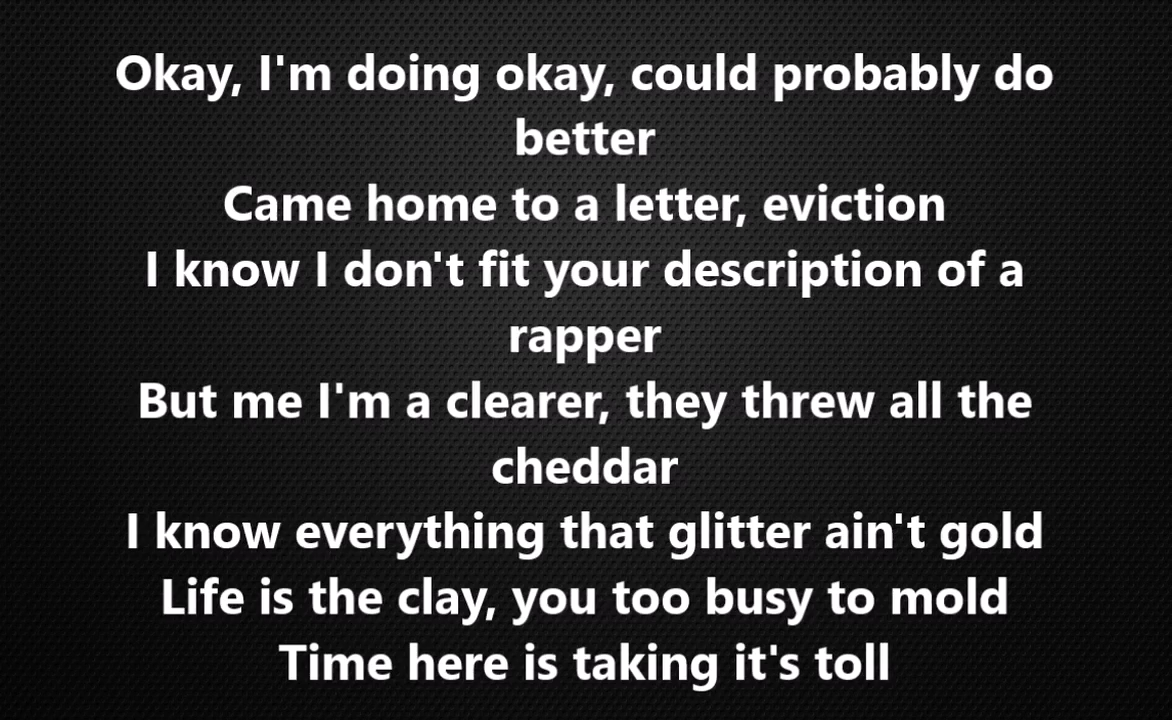 Okay, I'm doing okay, could probably do
better
Came home to a letter, eviction
I know I don't fit your description of a
rapper
But me I'm a clearer, they threw all the
cheddar
I know everything that glitter ain't gold
Life is the clay, you too busy to mold
Time here is taking it's toll